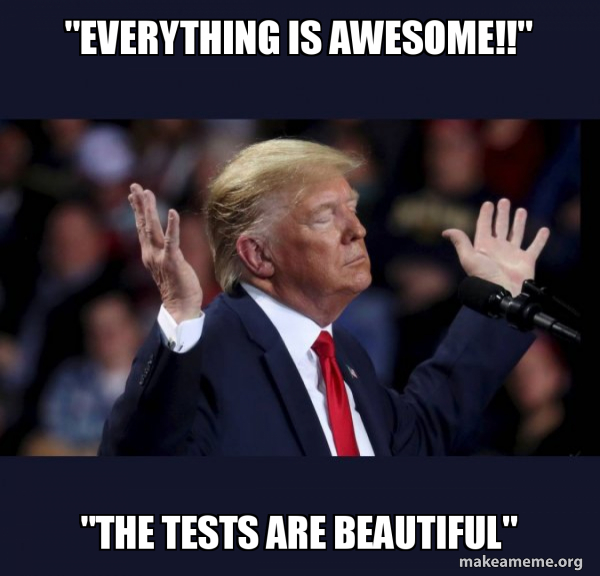 "EVERYTHING IS AWESOME!!"
"THE TESTS ARE BEAUTIFUL"
makeameme.org